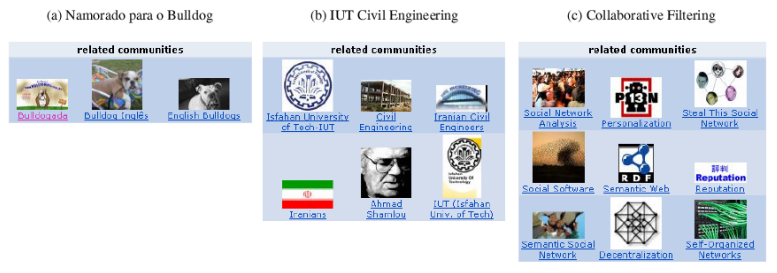 (a) Namorado para o Bulldog
(b) IUT Civil Engineering
(c) Collaborative Filtering
related communities
Bulldogada
Bulldog Inglês
English Bulldogs
related communities
Isfahan University
of Tech-IUT
Civil
Engineering
Iranian Civil
Engineers
Iranians
Ahmad
Shamlou
IUT (Isfahan
Univ. of Tech)
related communities
Social Network
Analysis
P13N
Personalization
Steal This Social
Network
Social Software
RDF
Semantic Web
Reputation
Reputation
Semantic Social
Network
Decentralization
Self-Organized
Networks